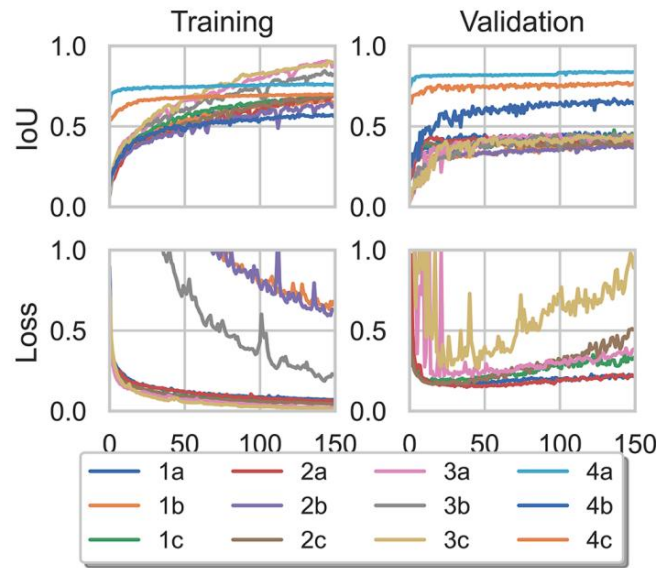 Training Validation
1.0 1.0
IoU 0.5 0.5
0.0 0.0
1.0 1.0
Loss 0.5 0.5
0.0 0.0
0 50 100 150 0 50 100 150
1a 2a 3a 4a
1b 2b 3b 4b
1c 2c 3c 4c